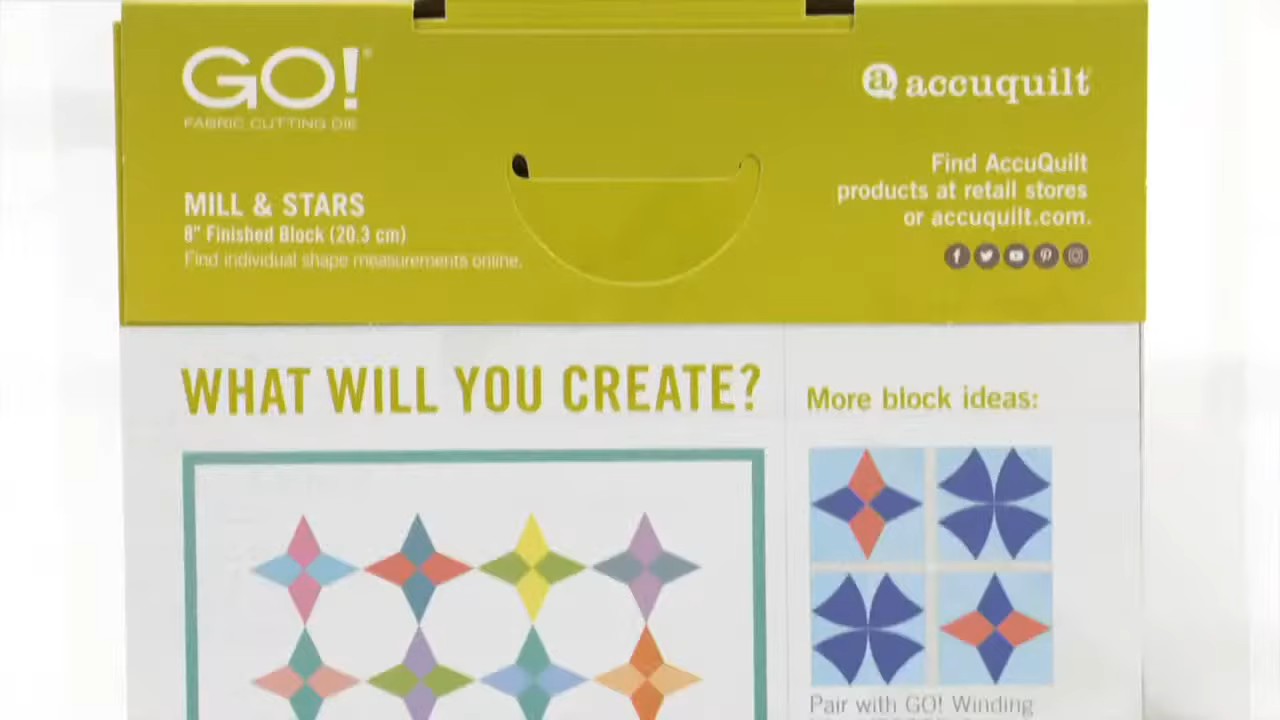 GO!®
FABRIC CUTTING DIE
accuquilt
MILL & STARS
8" Finished Block (20.3 cm)
Find individual shape measurements online.
Find AccuQuilt
products at retail stores
or accuquilt.com.
WHAT WILL YOU CREATE?
More block ideas:
Pair with GO! Winding